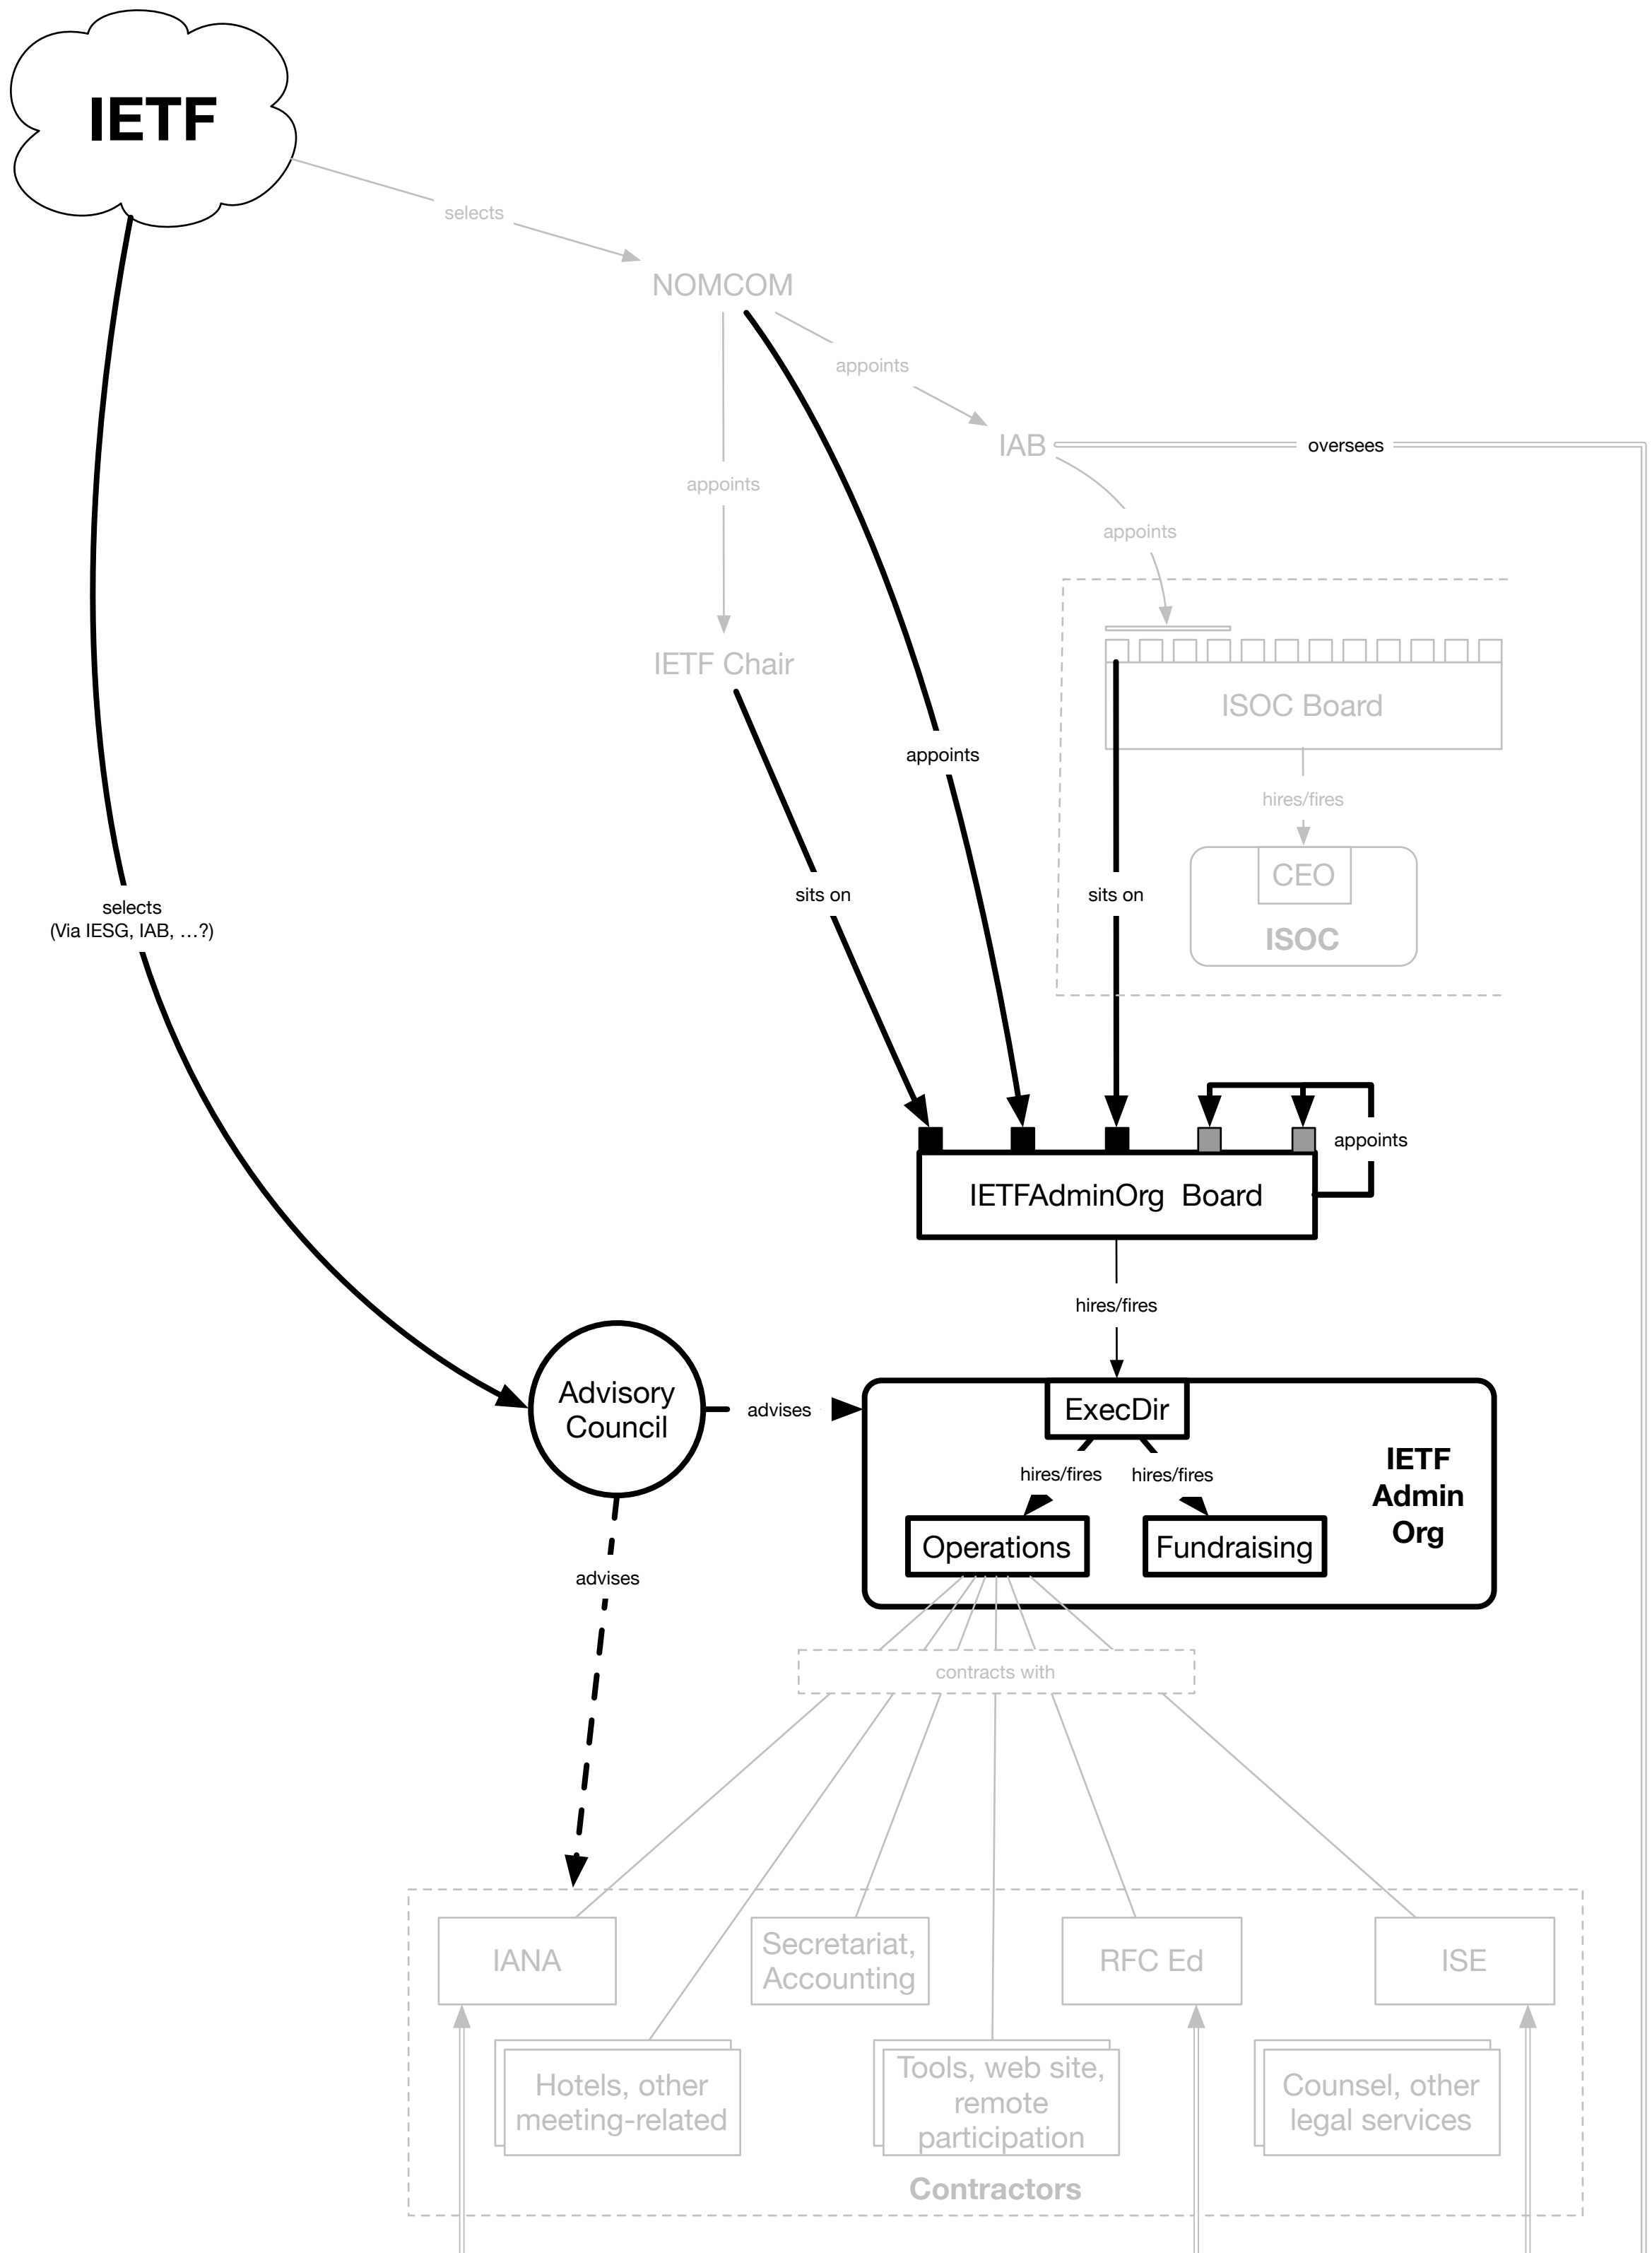 IETF
selects
NOMCOM
appoints
IAB
oversees
appoints
appoints
IETF Chair
ISOC Board
appoints
hires/fires
CEO
ISOC
sits on
sits on
selects
(Via IESG, IAB, …?)
appoints
IETFAdminOrg Board
hires/fires
Advisory
Council
advises
ExecDir
hires/fires
hires/fires
IETF
Admin
Org
Operations
Fundraising
advises
contracts with
IANA
Secretariat,
Accounting
RFC Ed
ISE
Hotels, other
meeting-related
Tools, web site,
remote
participation
Counsel, other
legal services
Contractors